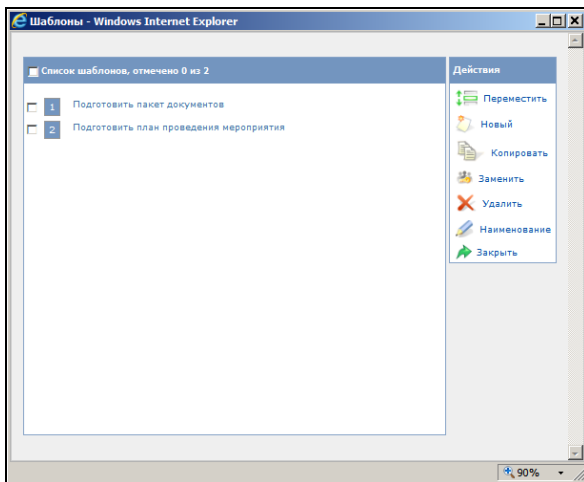 Шаблоны - Windows Internet Explorer
Список шаблонов, отмечено 0 из 2
1 Подготовить пакет документов
2 Подготовить план проведения мероприятия
Действия
Переместить
Новый
Копировать
Заменить
Удалить
Наименование
Закрыть
90%